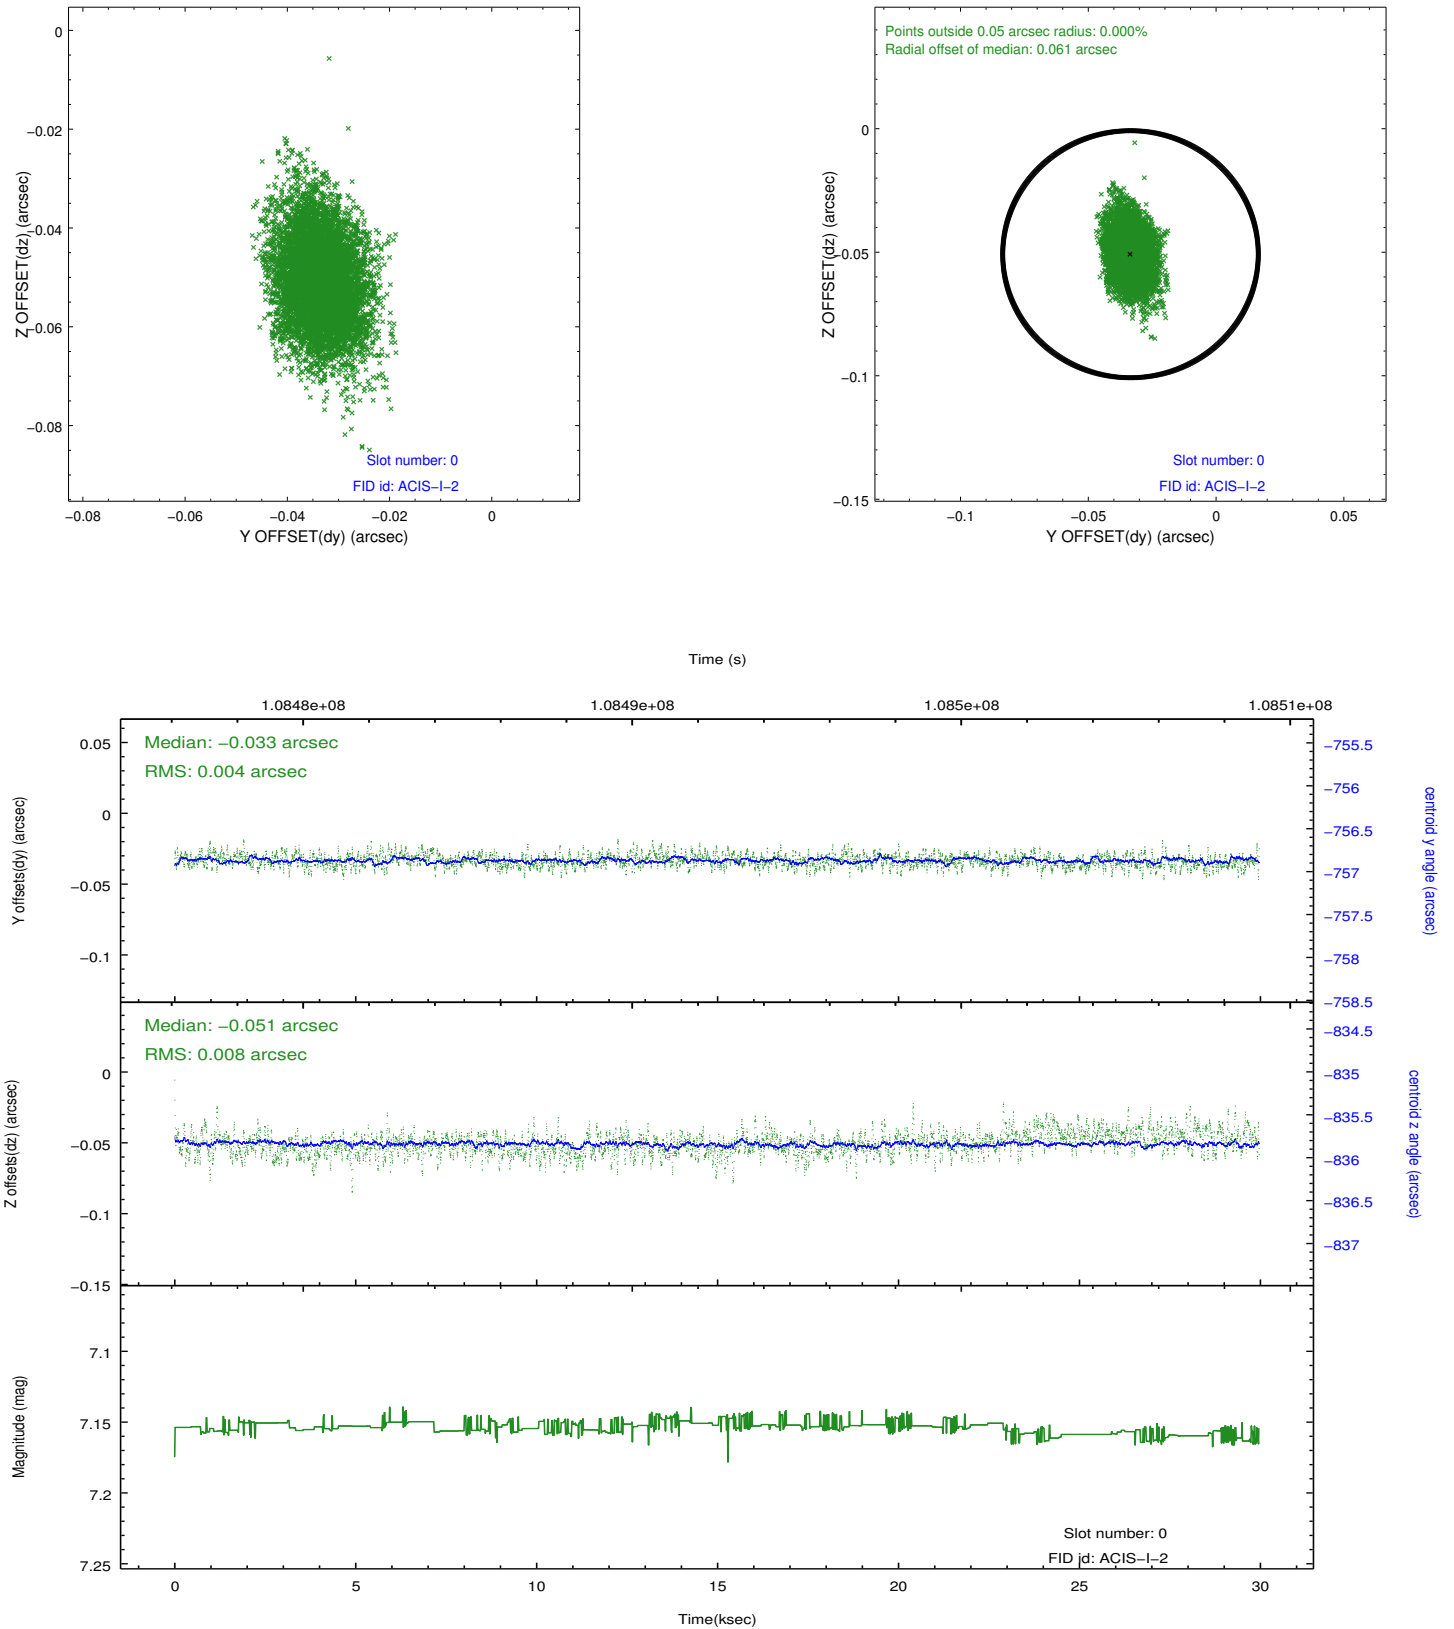 0
−0.02
−0.04
−0.06
−0.08
Z OFFSET(dz) (arcsec)
Slot number: 0
FID id: ACIS−I−2
−0.08
−0.06
−0.04
−0.02
0
Y OFFSET(dy) (arcsec)
Points outside 0.05 arcsec radius: 0.000%
Radial offset of median: 0.061 arcsec
0
−0.05
−0.1
−0.15
Z OFFSET(dz) (arcsec)
Slot number: 0
FID id: ACIS−I−2
−0.1
−0.05
0
0.05
Y OFFSET(dy) (arcsec)
Time (s)
1.0848e+08
1.0849e+08
1.085e+08
1.0851e+08
Median: −0.033 arcsec
RMS: 0.004 arcsec
0.05
0
−0.05
−0.1
Y offsets(dy) (arcsec)
−755.5
−756
−756.5
−757
−757.5
−758
−758.5
centroid y angle (arcsec)
Median: −0.051 arcsec
RMS: 0.008 arcsec
0
−0.05
−0.1
−0.15
Z offsets(dz) (arcsec)
−834.5
−835
−835.5
−836
−836.5
−837
centroid z angle (arcsec)
7.1
7.15
7.2
7.25
Magnitude (mag)
Slot number: 0
FID id: ACIS−I−2
0
5
10
15
20
25
30
Time(ksec)